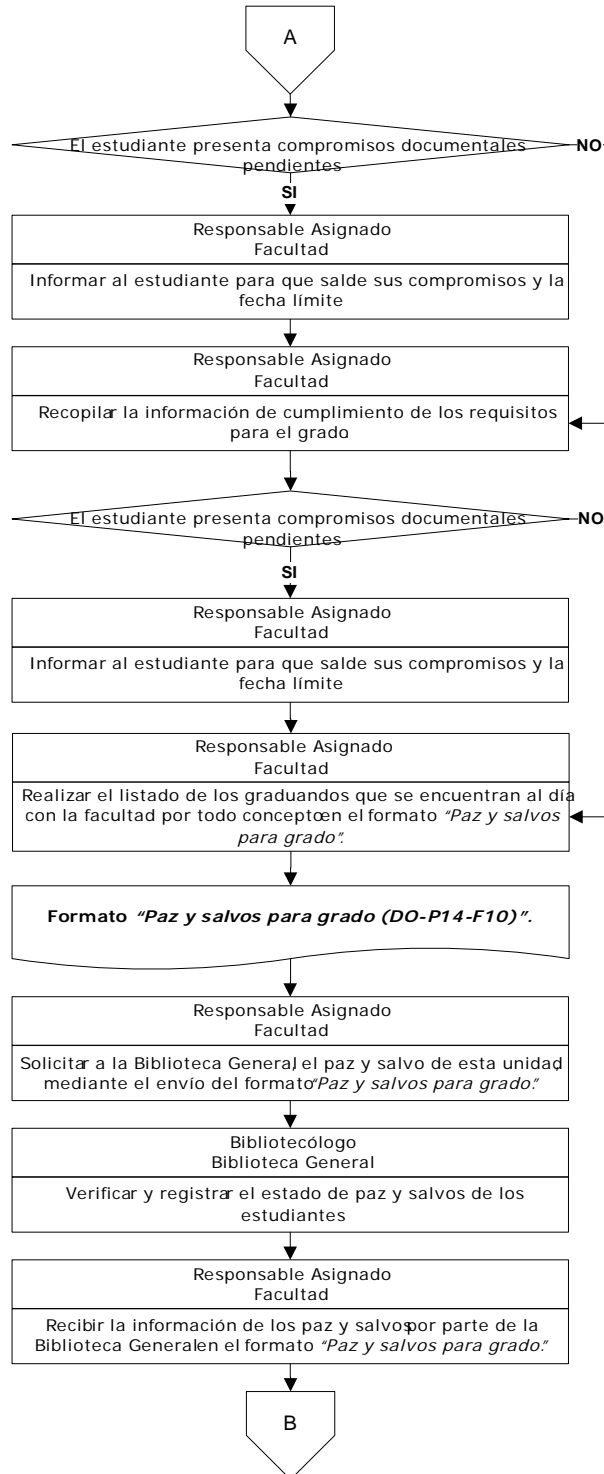 A
El estudiante presenta compromisos documentales
pendientes
NO
SI
Responsable Asignado
Facultad
Informar al estudiante para que salde sus compromisos y la
fecha límite
Responsable Asignado
Facultad
Recopilar la información de cumplimiento de los requisitos
para el grado.
El estudiante presenta compromisos documentales
pendientes
NO
SI
Responsable Asignado
Facultad
Informar al estudiante para que salde sus compromisos y la
fecha límite
Responsable Asignado
Facultad
Realizar el listado de los graduandos que se encuentran al día
con la facultad por todo concepto en el formato “Paz y salvos
para grado”.
Formato “Paz y salvos para grado (DO-P14-F10)”.
Responsable Asignado
Facultad
Solicitar a la Biblioteca General, el paz y salvo de esta unidad,
mediante el envío del formato “Paz y salvos para grado.”
Bibliotecólogo
Biblioteca General
Verificar y registrar el estado de paz y salvos de los
estudiantes
Responsable Asignado
Facultad
Recibir la información de los paz y salvos por parte de la
Biblioteca General en el formato “Paz y salvos para grado.”
B